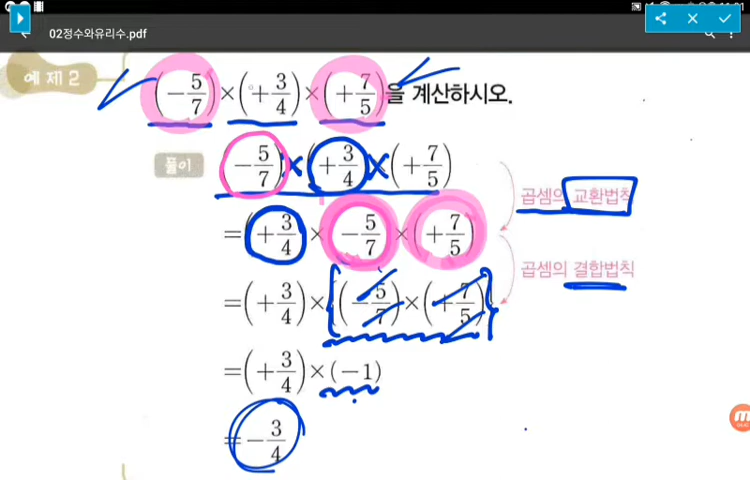 02정수와유리수.pdf
예제 2 (−5/7)×(+3/4)×(+7/5)을 계산하시오.
풀이 (−5/7)×(+3/4)×(+7/5)
곱셈의 교환법칙
=(+3/4)×(−5/7)×(+7/5)
곱셈의 결합법칙
=(+3/4)×{(−5/7)×(+7/5)}
=(+3/4)×(−1)
=−3/4